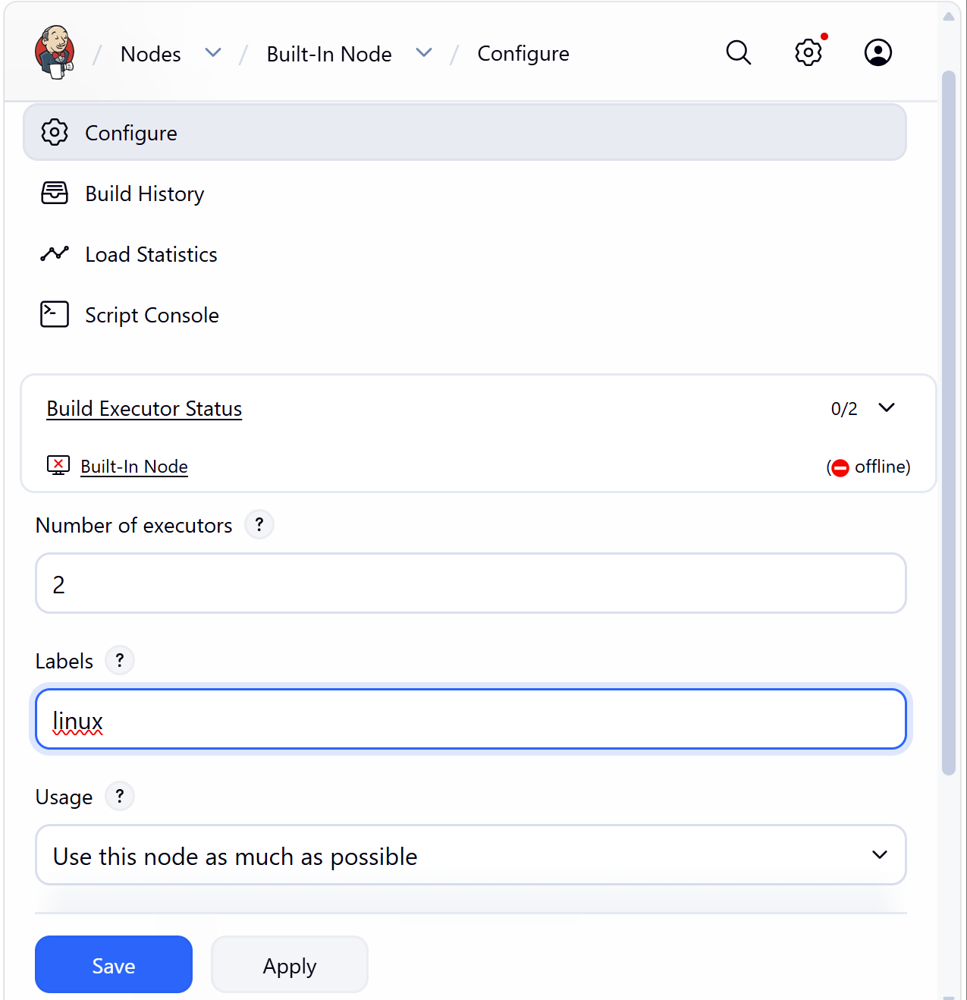 / Nodes / Built-In Node / Configure
Configure
Build History
Load Statistics
Script Console
Build Executor Status 0/2
Built-In Node (offline)
Number of executors ?
2
Labels ?
linux
Usage ?
Use this node as much as possible
Save Apply